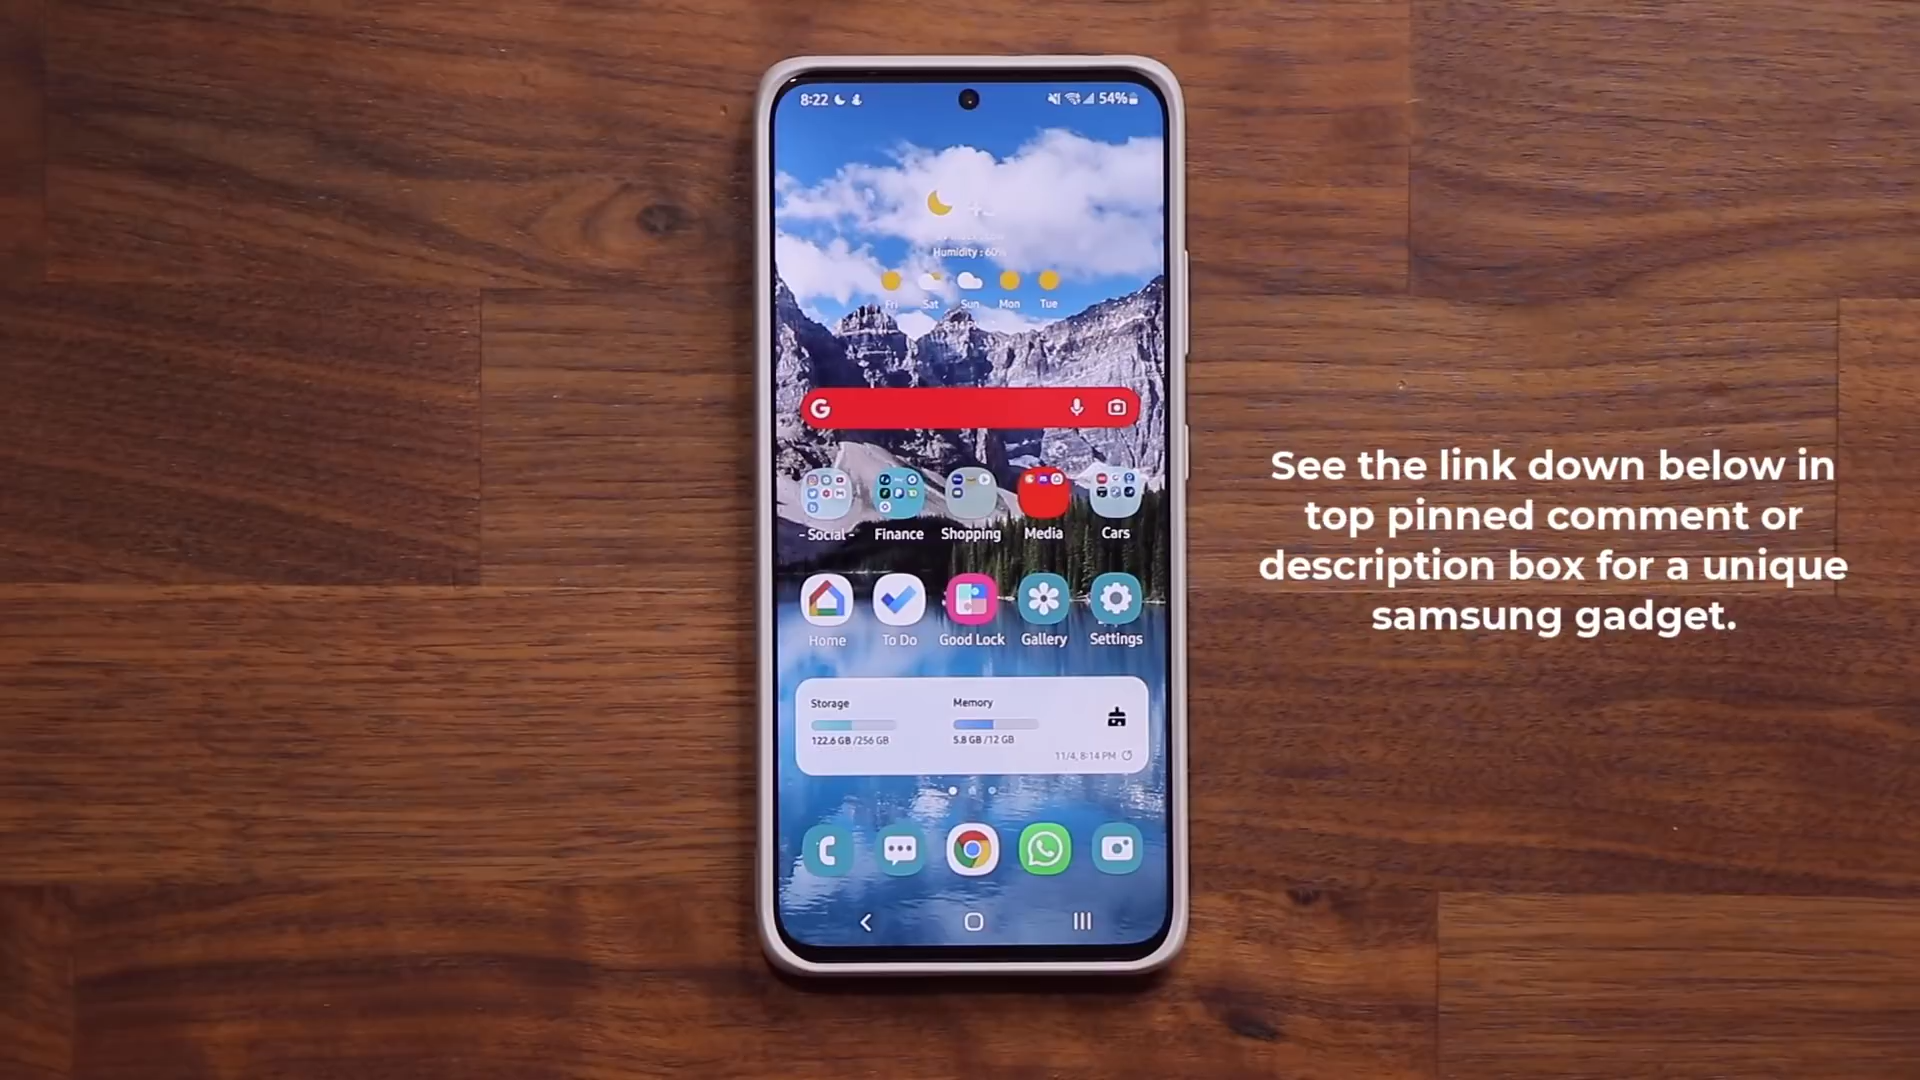 8:22
54%
Humidity : 60%
Fri Sat Sun Mon Tue
G
- Social - Finance Shopping Media Cars
Home To Do Good Lock Gallery Settings
Storage Memory
122.6 GB /256 GB 5.8 GB /12 GB
11/4, 8:14 PM
See the link down below in
top pinned comment or
description box for a unique
samsung gadget.